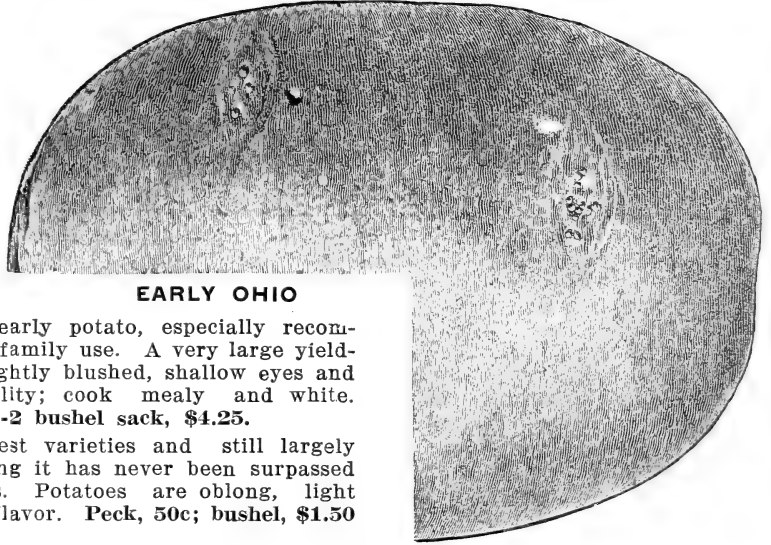 EARLY OHIO
early potato, especially recom-
family use. A very large yield-
ghtly blushed, shallow eyes and
lity; cook mealy and white.
-2 bushel sack, $4.25.
est varieties and still largely
ng it has never been surpassed
s. Potatoes are oblong, light
lavor. Peck, 50c; bushel, $1.50